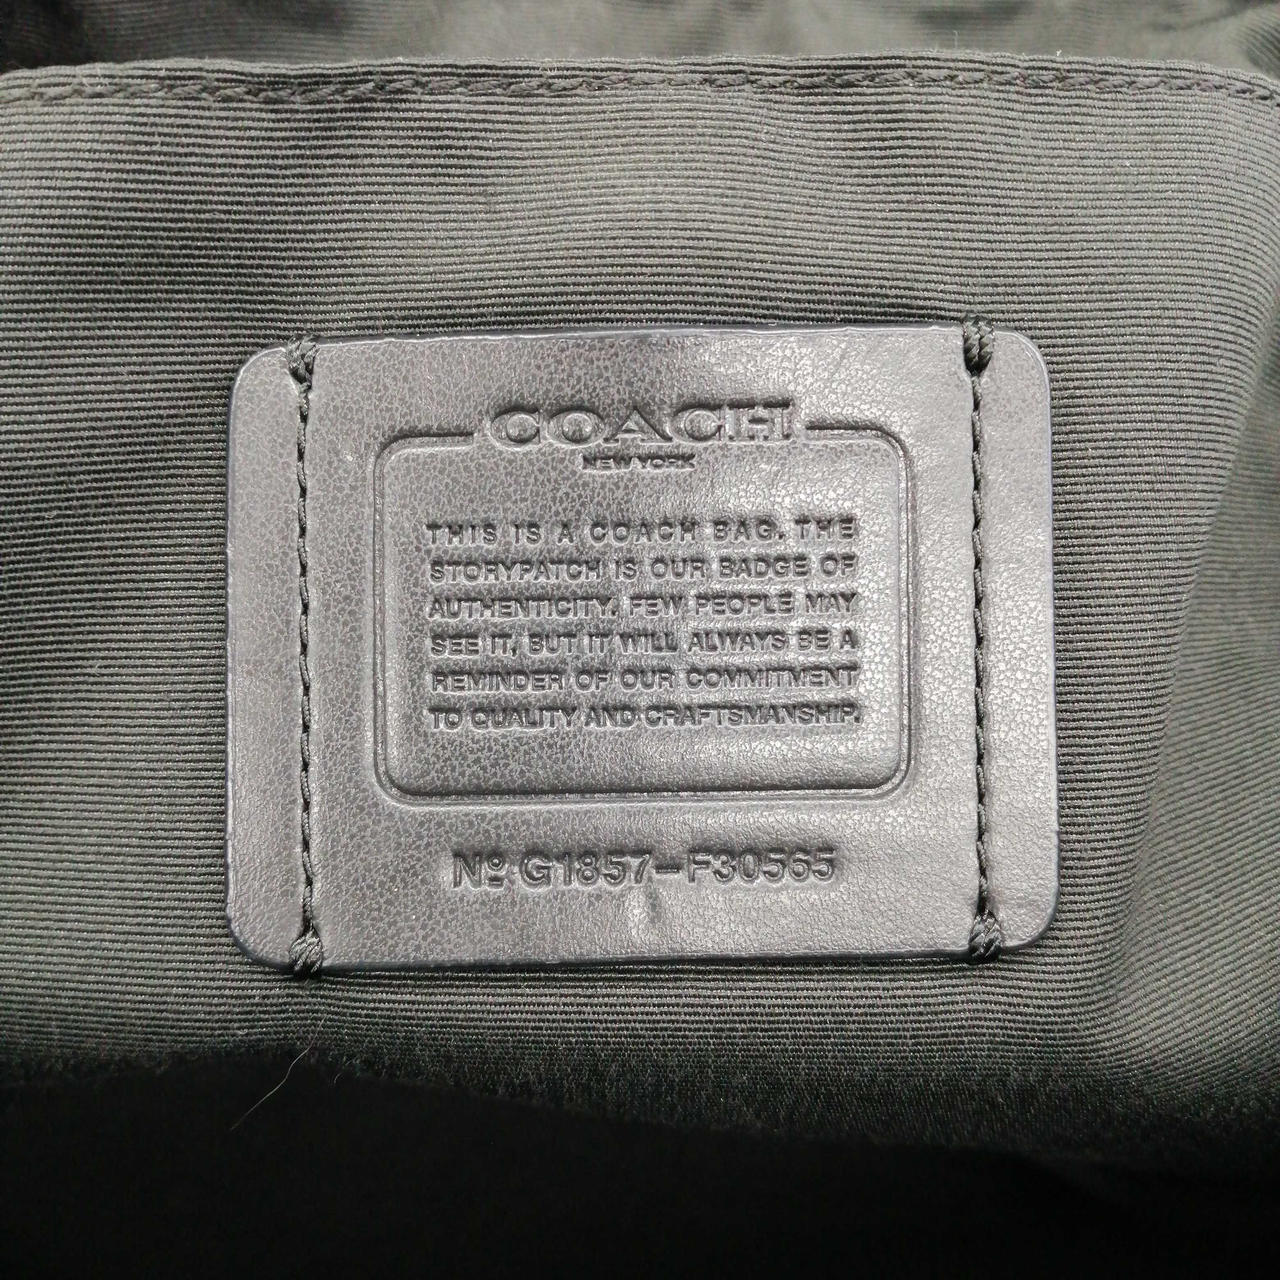 COACH
NEW YORK
THIS IS A COACH BAG. THE
STORYPATCH IS OUR BADGE OF
AUTHENTICITY. FEW PEOPLE MAY
SEE IT, BUT IT WILL ALWAYS BE A
REMINDER OF OUR COMMITMENT
TO QUALITY AND CRAFTSMANSHIP.
Nº G1857-F30565